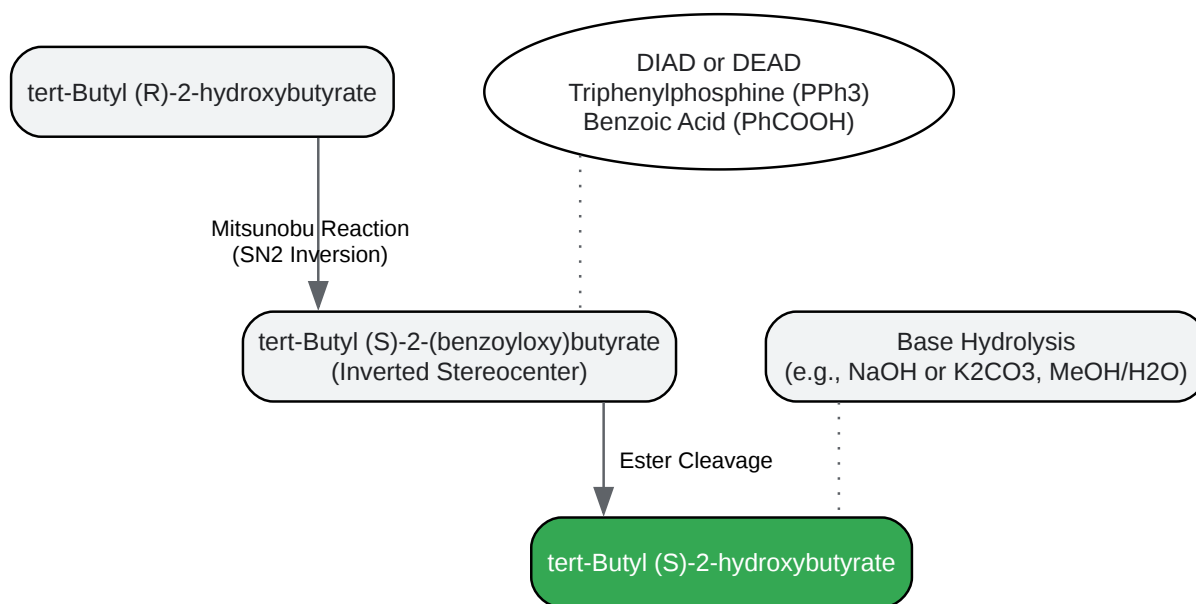 tert-Butyl (R)-2-hydroxybutyrate
DIAD or DEAD
Triphenylphosphine (PPh3)
Benzoic Acid (PhCOOH)
Mitsunobu Reaction
(SN2 Inversion)
tert-Butyl (S)-2-(benzoyloxy)butyrate
(Inverted Stereocenter)
Base Hydrolysis
(e.g., NaOH or K2CO3, MeOH/H2O)
Ester Cleavage
tert-Butyl (S)-2-hydroxybutyrate